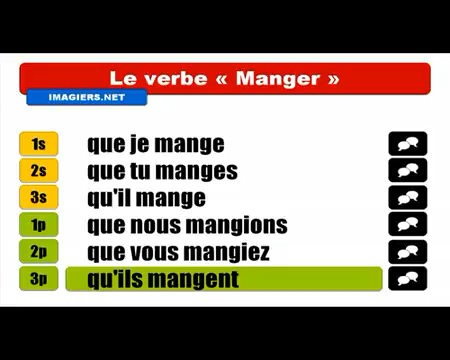 Le verbe « Manger »
IMAGIERS.NET
1s que je mange
2s que tu manges
3s qu'il mange
1p que nous mangions
2p que vous mangiez
3p qu'ils mangent